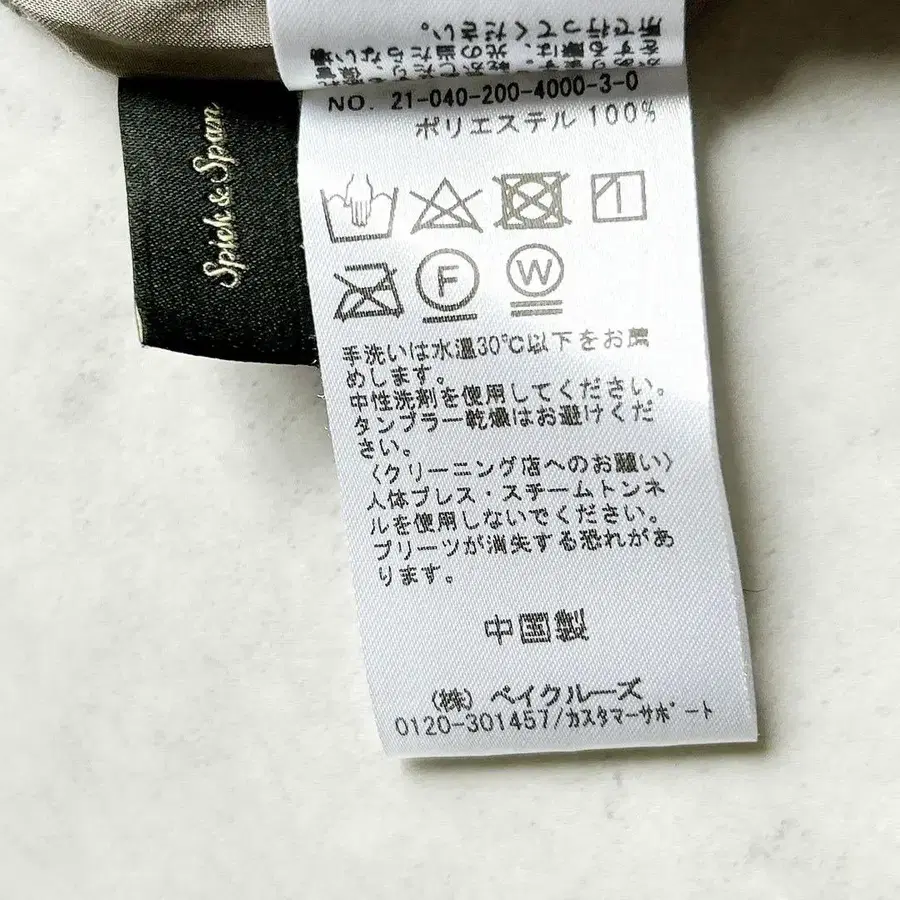 Spick & Span
NO. 21-040-200-4000-3-0
ポリエステル 100%
F
W
手洗いは水温30℃以下をお薦
めします。
中性洗剤を使用してください。
タンブラー乾燥はお避けくだ
さい。
〈クリーニング店へのお願い〉
人体プレス・スチームトンネ
ルを使用しないでください。
プリーツが消失する恐れがあ
ります。
中国製
(株) ベイクルーズ
0120-301457/カスタマーサポート